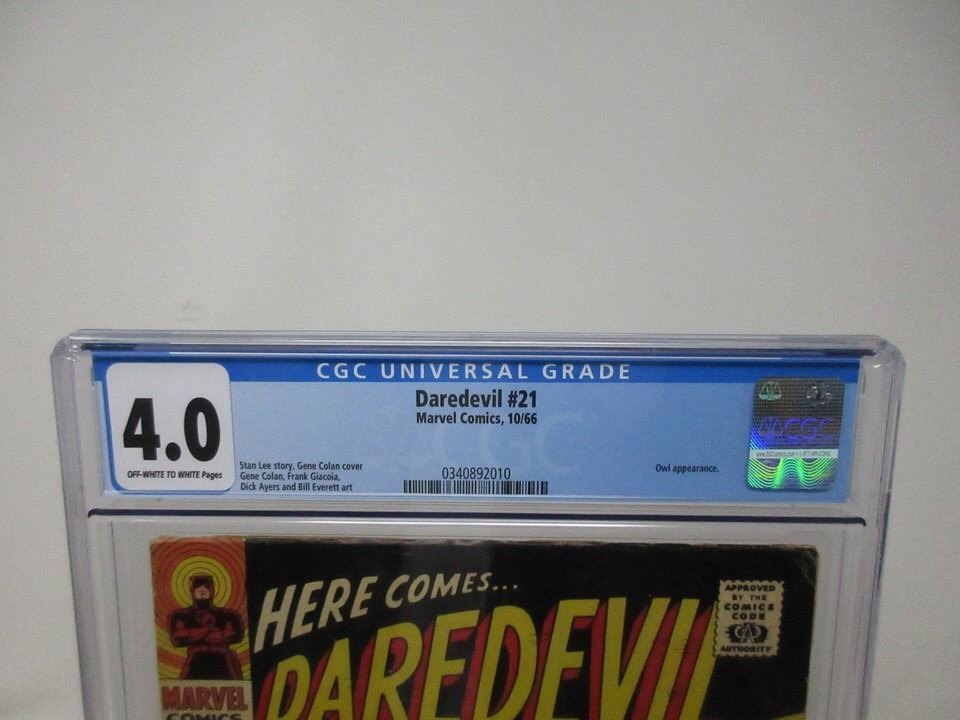 CGC UNIVERSAL GRADE
4.0
OFF-WHITE TO WHITE Pages
Daredevil #21
Marvel Comics, 10/66
Stan Lee story, Gene Colan cover
Gene Colan, Frank Giacoia,
Dick Ayers and Bill Everett art
0340892010
Owl appearance.
CGC
HERE COMES...
DAREDEVIL
MARVEL
COMICS
APPROVED
BY THE
COMICS
CODE
AUTHORITY